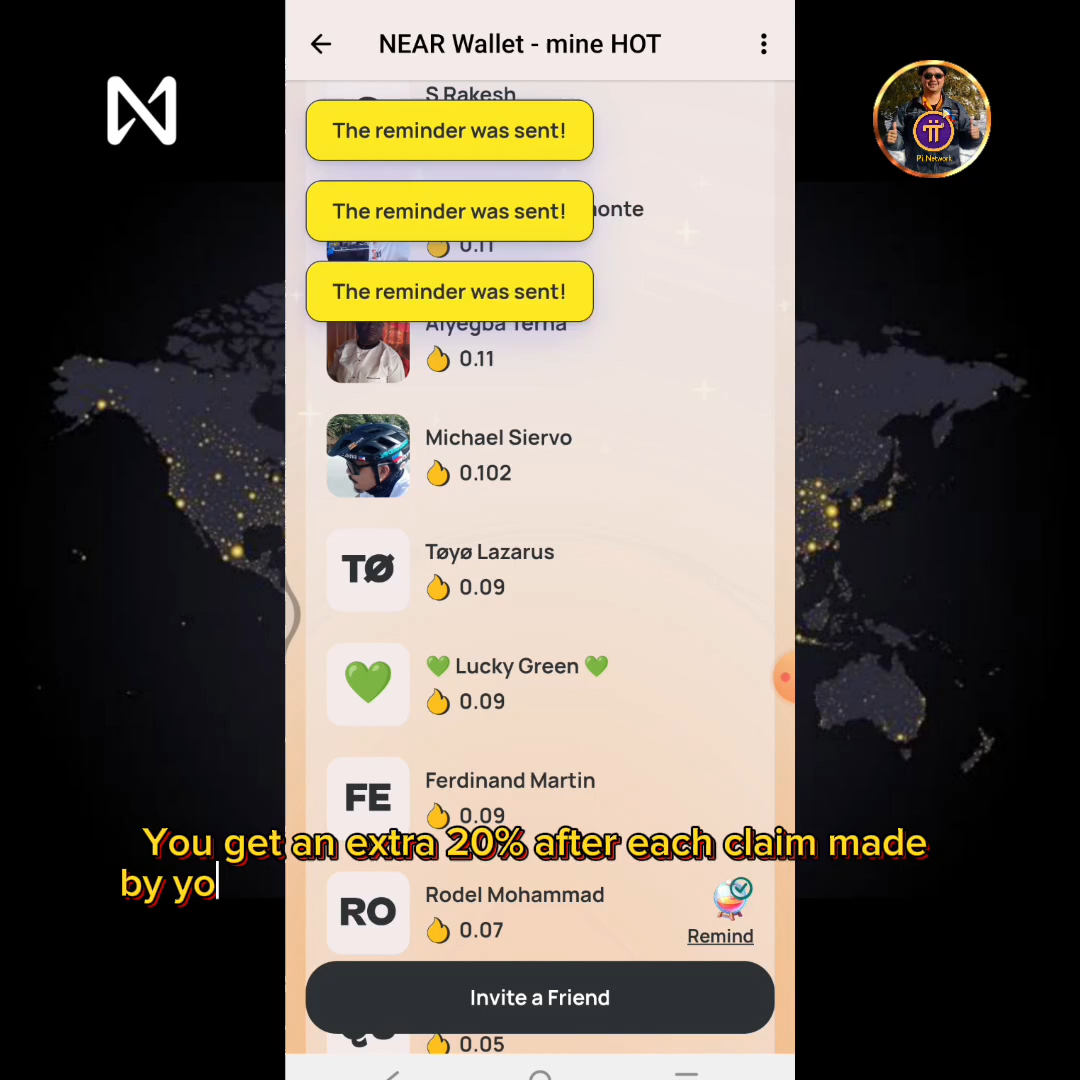 NEAR Wallet - mine HOT
Pi Network
S Rakesh
The reminder was sent!
The reminder was sent!
0.11
The reminder was sent!
Aiyegba Terna
0.11
Michael Siervo
0.102
TØ
Tøyø Lazarus
0.09
💚 Lucky Green 💚
0.09
FE
Ferdinand Martin
0.09
You get an extra 20% after each claim made
by yo
RO
Rodel Mohammad
0.07
Remind
Invite a Friend
0.05